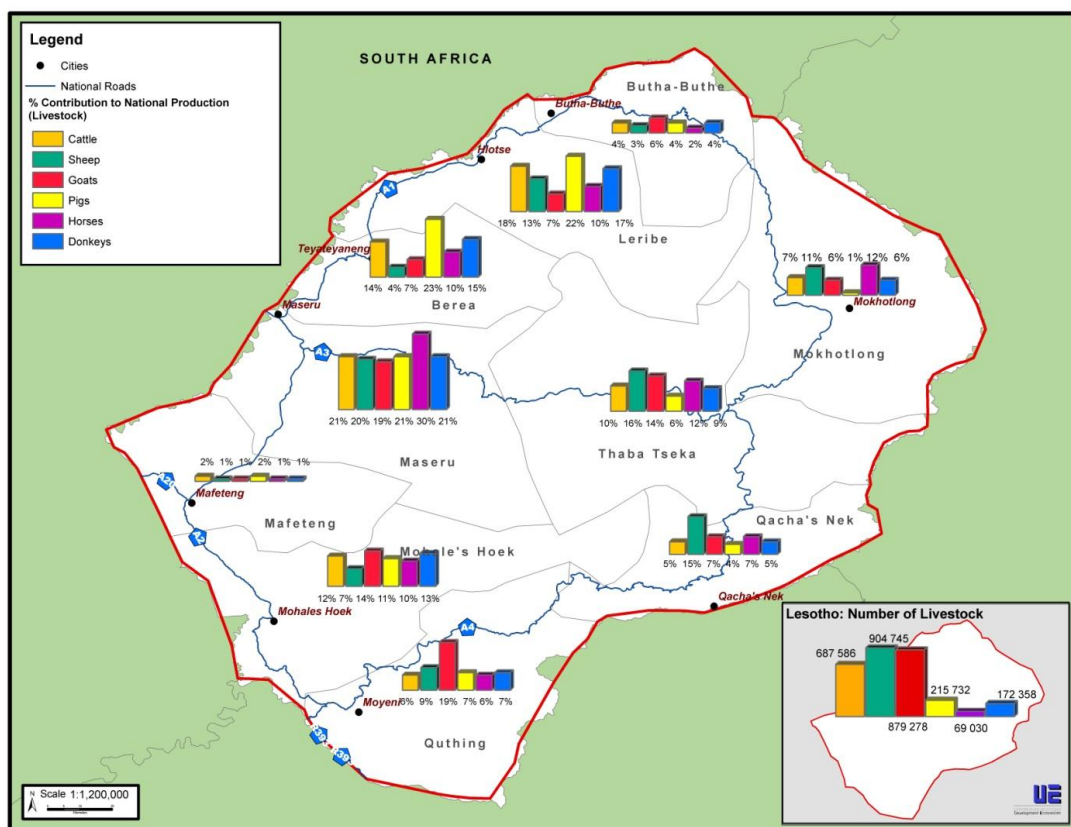 Legend
Cities
National Roads
% Contribution to National Production
(Livestock)
Cattle
Sheep
Goats
Pigs
Horses
Donkeys
SOUTH AFRICA
Butha-Buthe
Butha-Buthe
4% 3% 6% 4% 2% 4%
Hlotse
A1
18% 13% 7% 22% 10% 17%
Leribe
Teyateyaneng
14% 4% 7% 23% 10% 15%
Berea
7% 11% 6% 1% 12% 6%
Mokhotlong
Mokhotlong
Maseru
A3
21% 20% 19% 21% 30% 21%
Maseru
10% 16% 14% 6% 12% 9%
Thaba Tseka
2% 1% 1% 2% 1% 1%
A20
Mafeteng
A2
Mafeteng
Qacha's Nek
5% 15% 7% 4% 7% 5%
Qacha's Nek
Mohale's Hoek
12% 7% 14% 11% 10% 13%
Mohales Hoek
A4
6% 9% 19% 7% 6% 7%
Moyeni
Quthing
Lesotho: Number of Livestock
687 586
904 745
879 278
215 732
69 030
172 358
N
Scale 1:1,200,000
UE